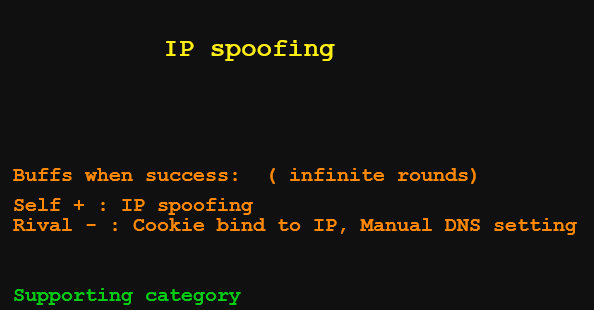 IP spoofing
Buffs when success:  ( infinite rounds)
Self + : IP spoofing
Rival - : Cookie bind to IP, Manual DNS setting
Supporting category